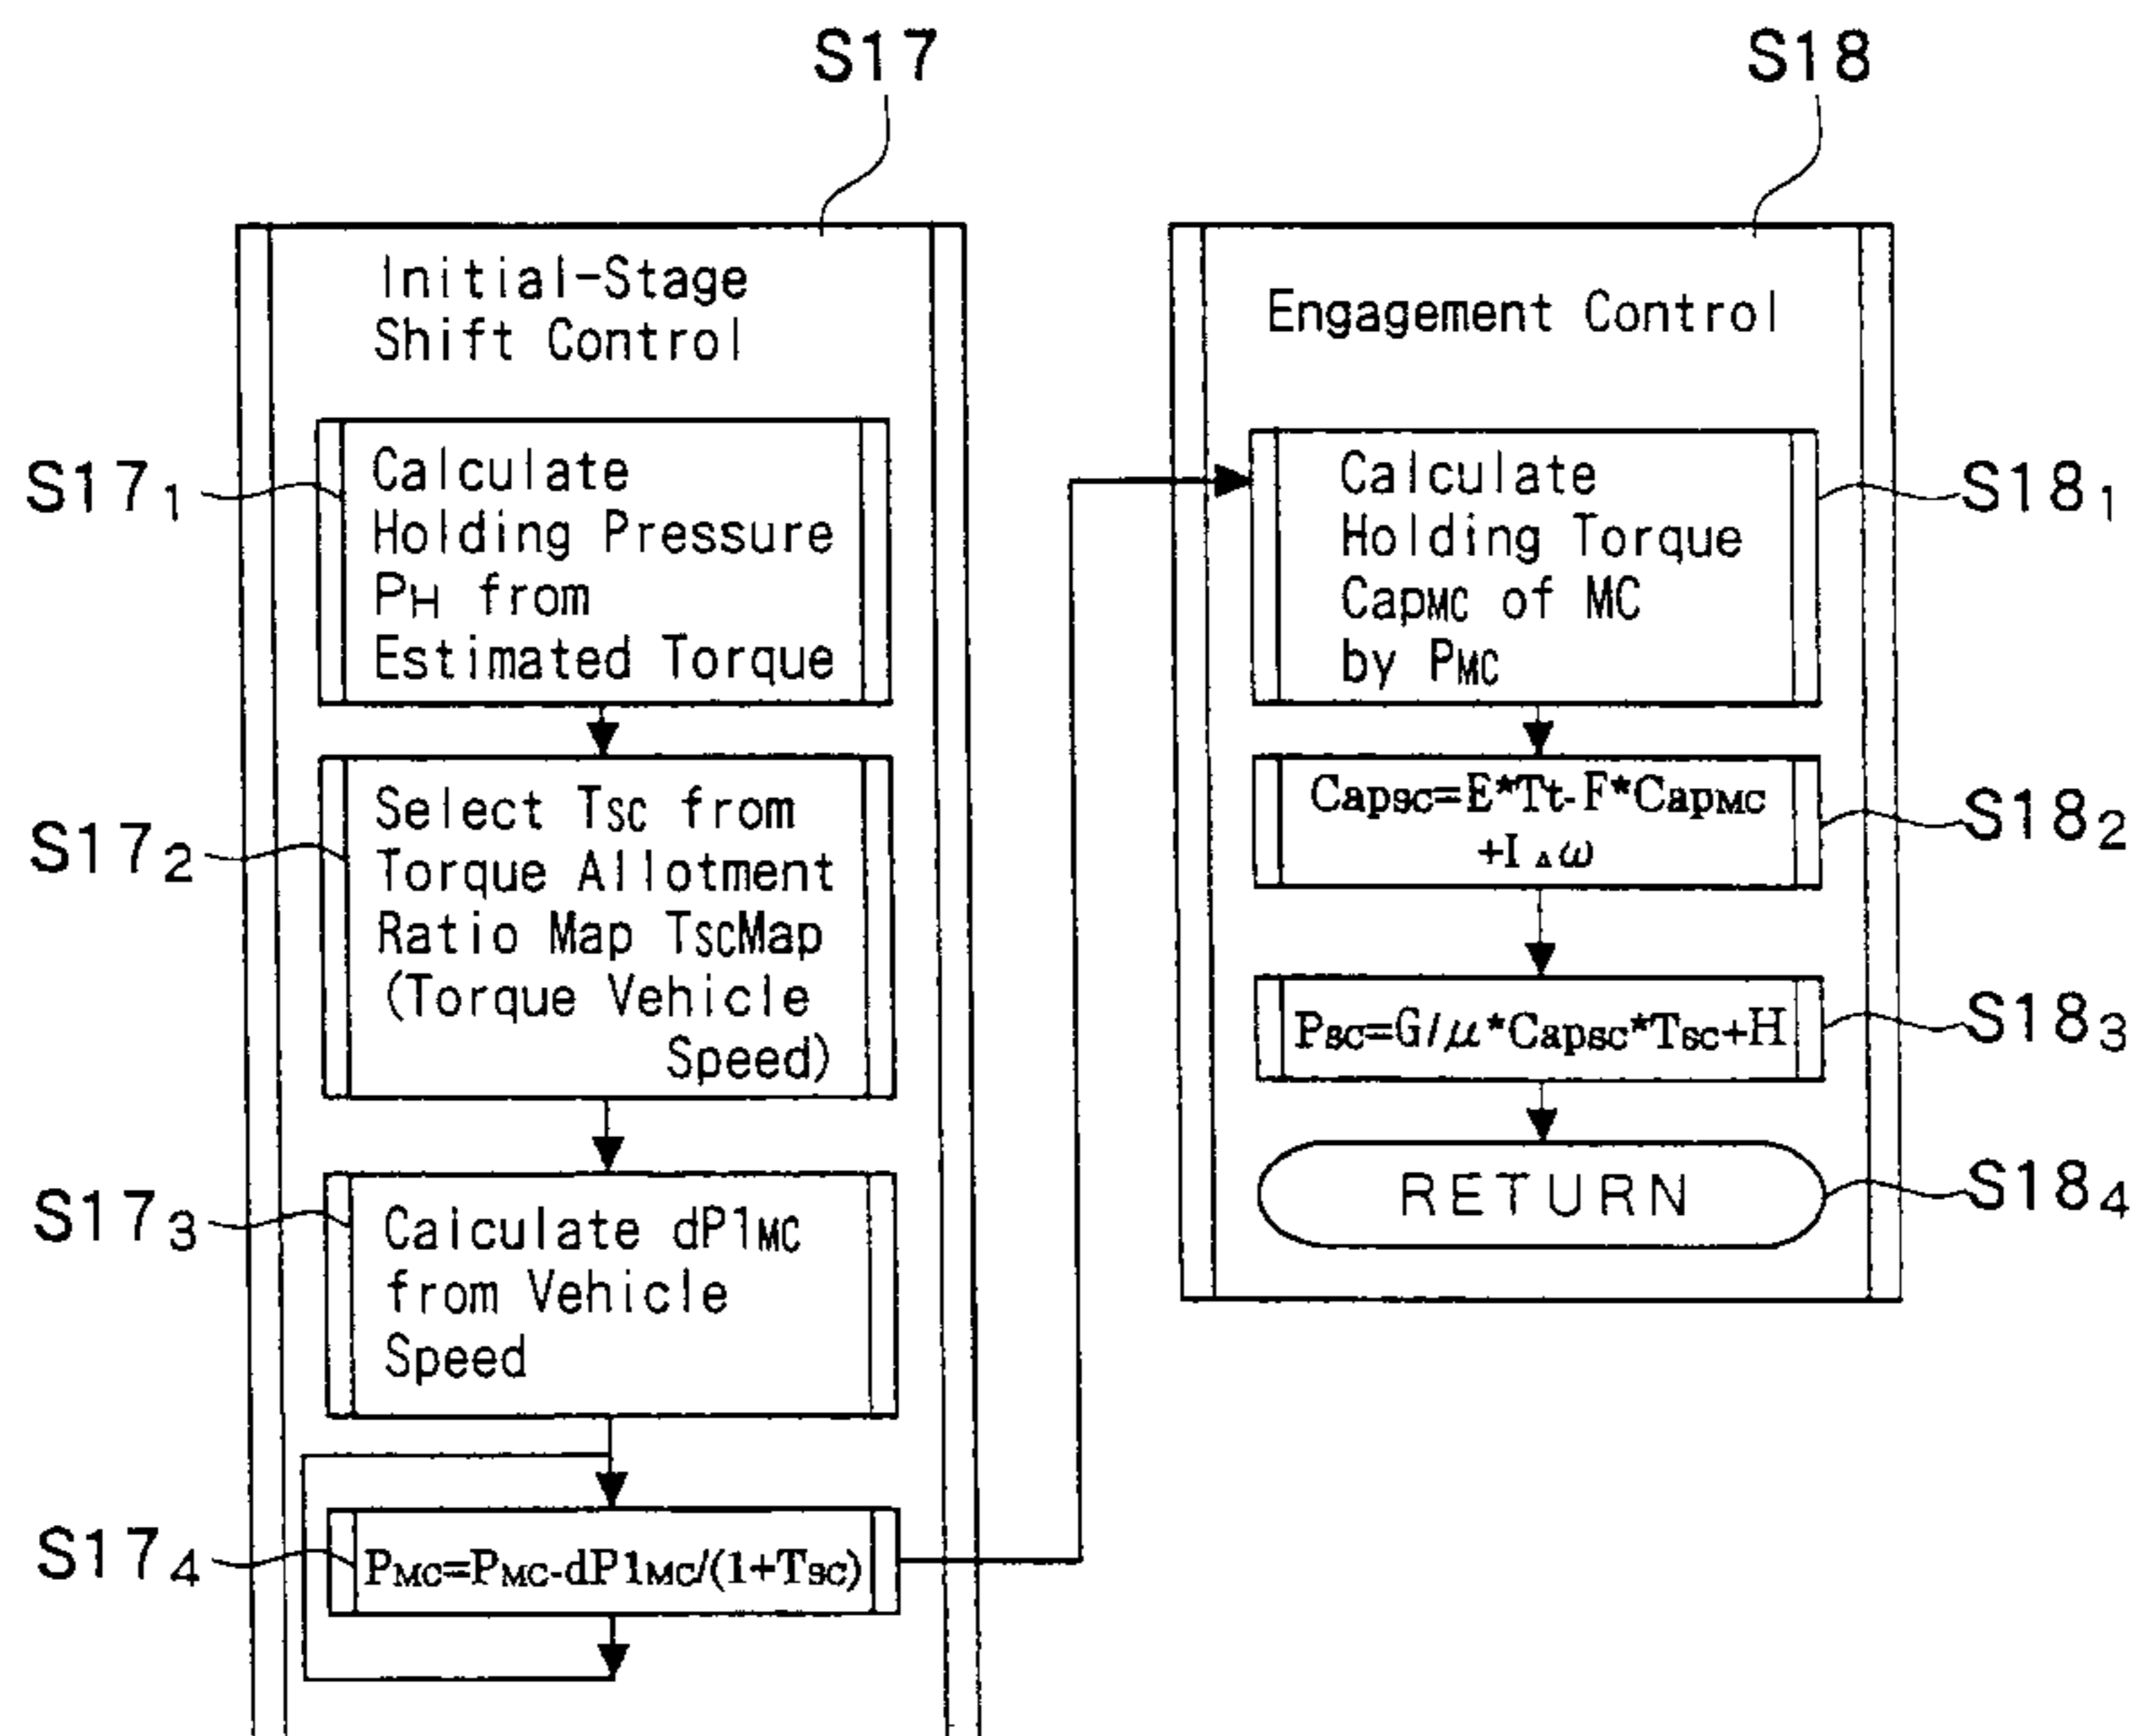 S17
Initial-Stage
Shift Control
S17₁
Calculate
Holding Pressure
PH from
Estimated Torque
S17₂
Select TSC from
Torque Allotment
Ratio Map TSCMap
(Torque Vehicle
Speed)
S17₃
Calculate dP1MC
from Vehicle
Speed
S17₄
PMC=PMC-dP1MC/(1+TSC)
S18
Engagement Control
S18₁
Calculate
Holding Torque
CapMC of MC
by PMC
S18₂
CapSC=E*Tt-F*CapMC
+I△ω
S18₃
PSC=G/μ*CapSC*TSC+H
S18₄
RETURN